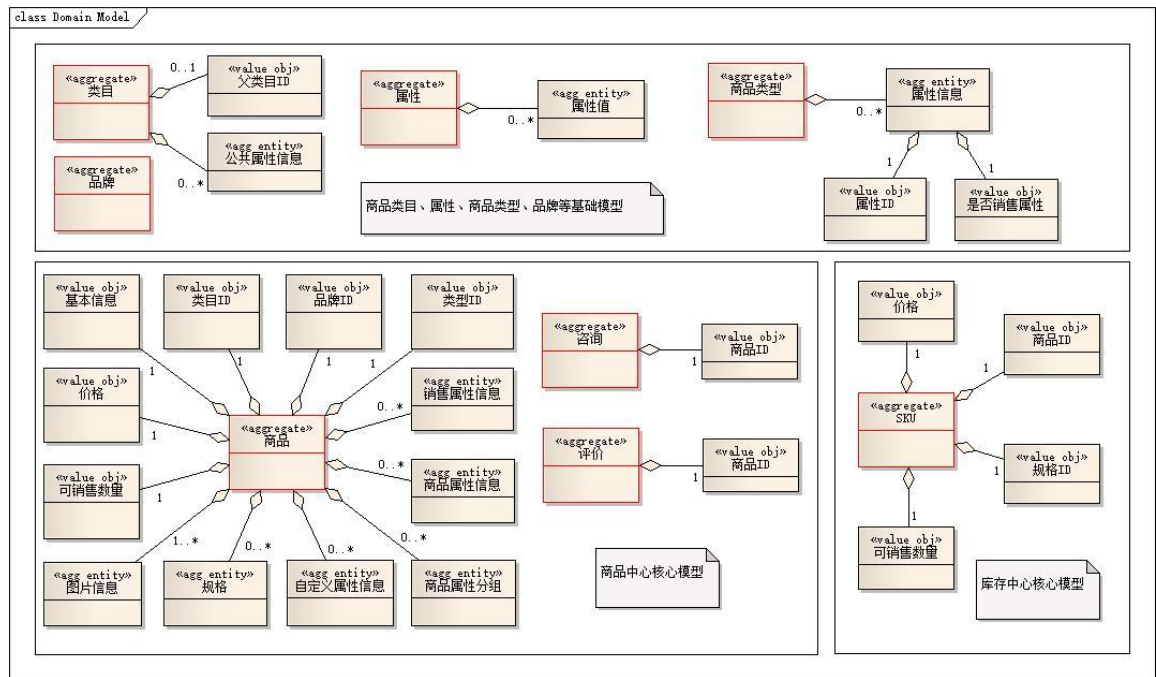 class Domain Model
«aggregate»
类目
0..1
«value obj»
父类目ID
«agg entity»
公共属性信息
0..*
«aggregate»
品牌
«aggregate»
属性
«agg entity»
属性值
0..*
商品类目、属性、商品类型、品牌等基础模型
«aggregate»
商品类型
«agg entity»
属性信息
0..*
1
1
«value obj»
属性ID
«value obj»
是否销售属性
«value obj»
基本信息
«value obj»
类目ID
«value obj»
品牌ID
«value obj»
类型ID
1
1
1
1
«value obj»
价格
1
«agg entity»
销售属性信息
0..*
«aggregate»
商品
«value obj»
可销售数量
1
«agg entity»
商品属性信息
0..*
1..*
0..*
0..*
0..*
«agg entity»
图片信息
«agg entity»
规格
«agg entity»
自定义属性信息
«agg entity»
商品属性分组
«aggregate»
咨询
«value obj»
商品ID
1
«aggregate»
评价
«value obj»
商品ID
1
商品中心核心模型
«value obj»
价格
1
«value obj»
商品ID
1
«aggregate»
SKU
«value obj»
规格ID
1
1
«value obj»
可销售数量
库存中心核心模型